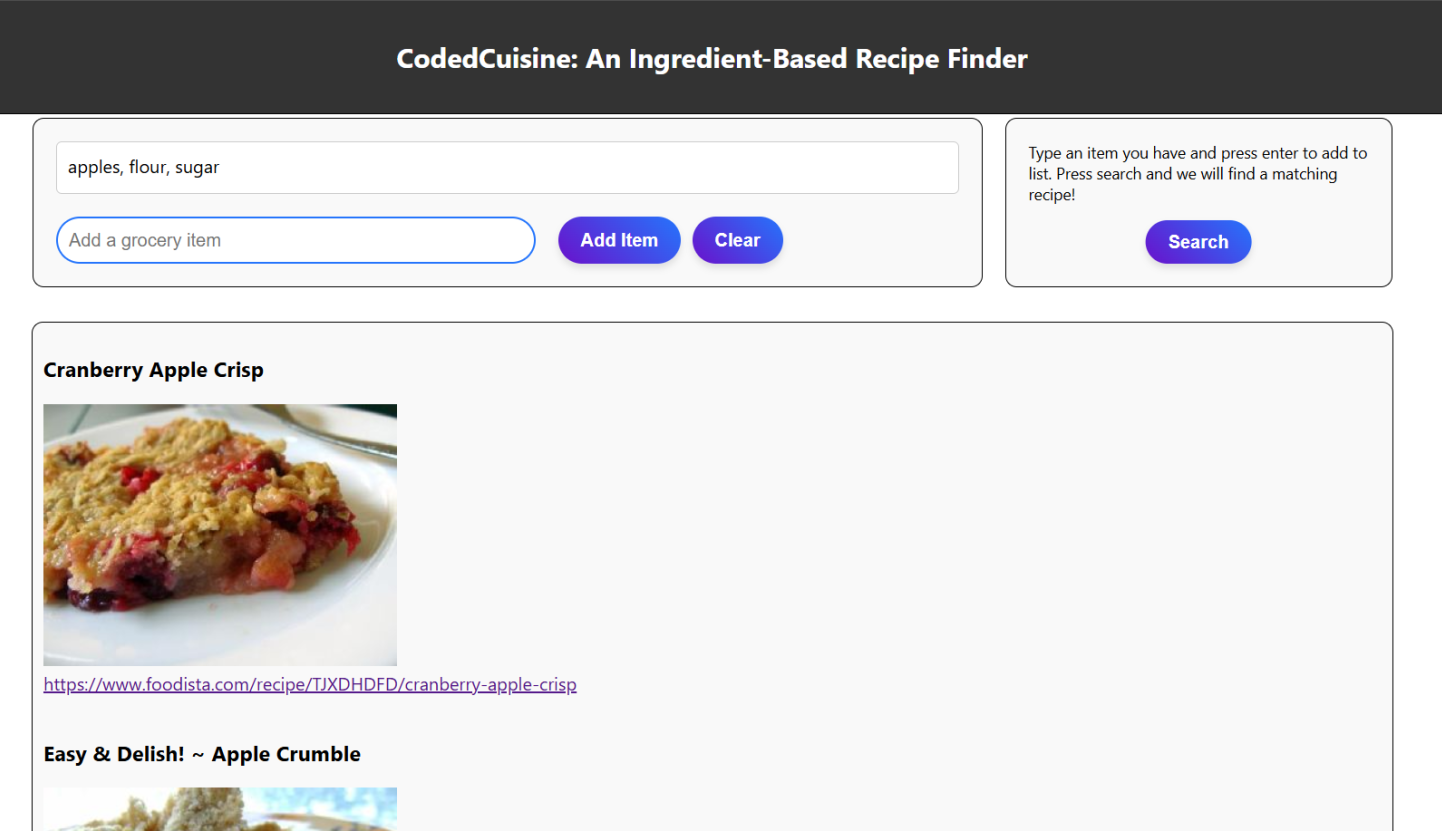 CodedCuisine: An Ingredient-Based Recipe Finder
apples, flour, sugar
Add a grocery item
Add Item
Clear
Type an item you have and press enter to add to
list. Press search and we will find a matching
recipe!
Search
Cranberry Apple Crisp
https://www.foodista.com/recipe/TJXDHDFD/cranberry-apple-crisp
Easy & Delish! ~ Apple Crumble